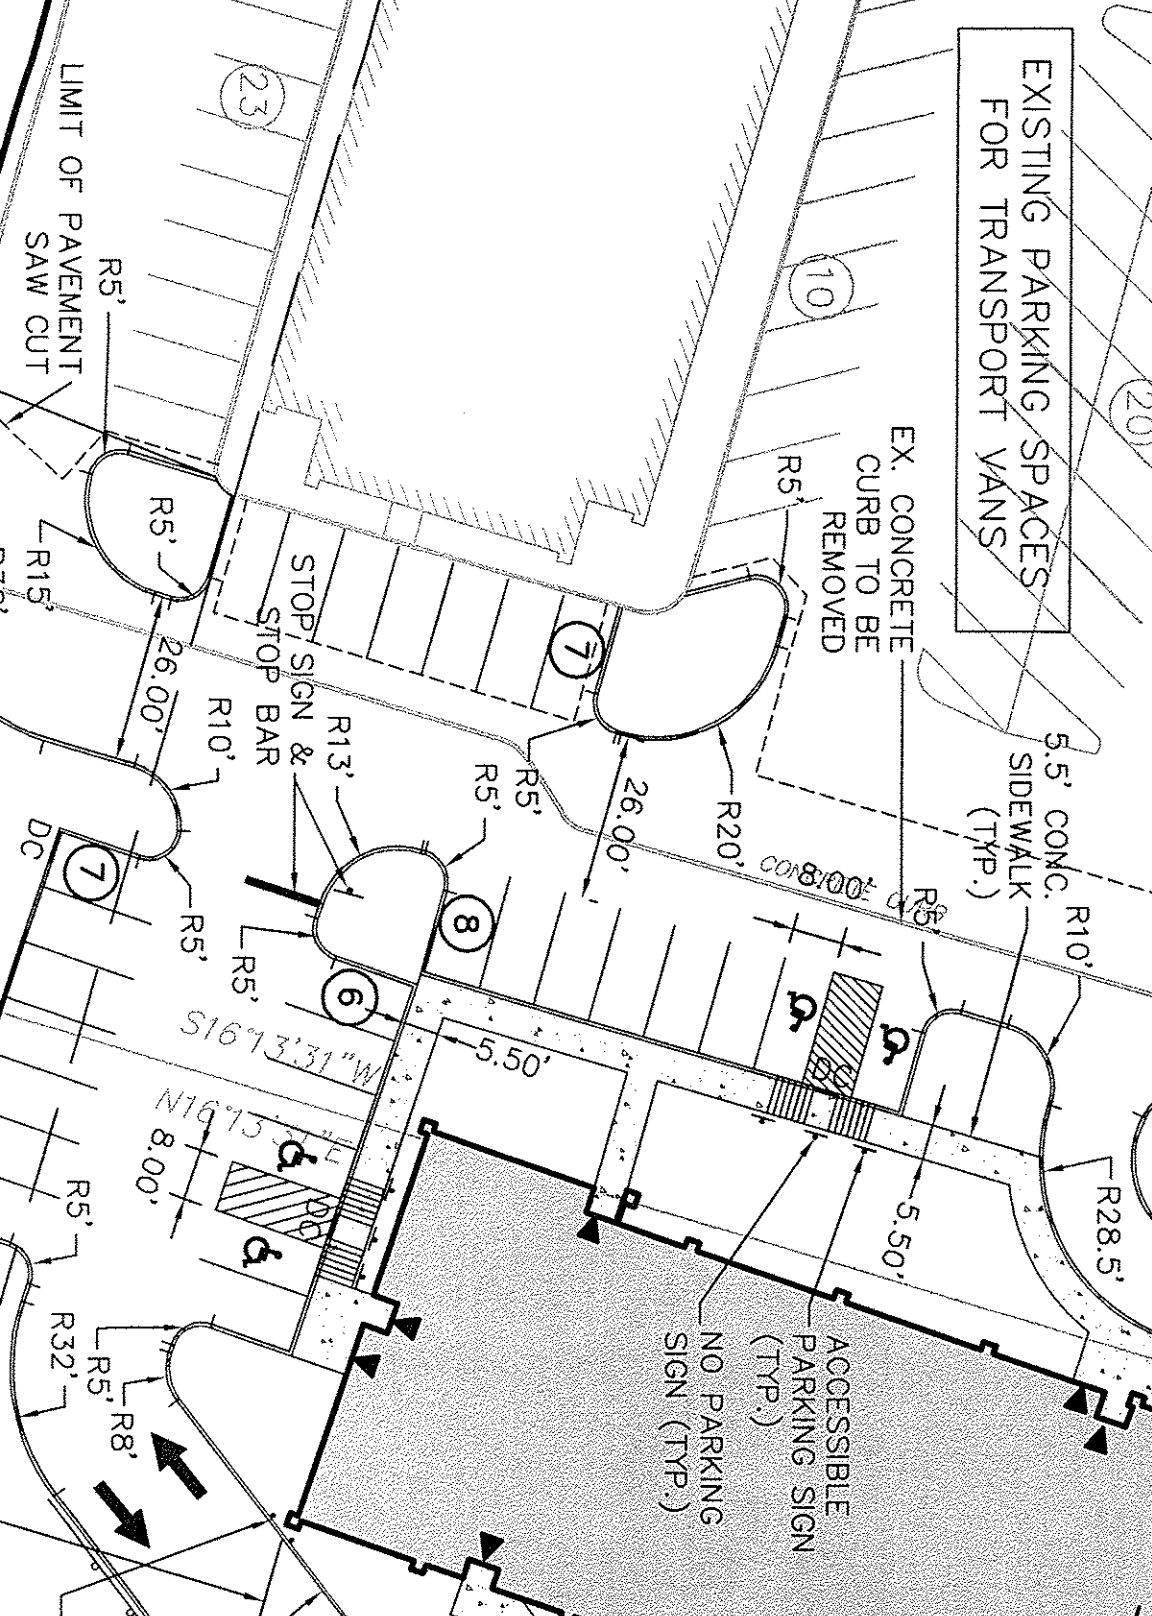 EXISTING PARKING SPACES
FOR TRANSPORT VANS
20
10
23
LIMIT OF PAVEMENT
SAW CUT
R5'
R15'
R5'
26.00'
R10'
STOP SIGN &
STOP BAR
R13'
R5'
R5'
7
R5'
EX. CONCRETE
CURB TO BE
REMOVED
26.00'
R20'
CONCRETE CURB
8.00'
R5'
5.5' CONC.
SIDEWALK
(TYP.)
R10'
R28.5'
DC
7
R5'
R5'
8
6
5.50'
S16°13'31"W
N16°13'31"E
8.00'
DC
DC
5.50'
ACCESSIBLE
PARKING SIGN
(TYP.)
NO PARKING
SIGN (TYP.)
R5'
R32'
R5'
R8'